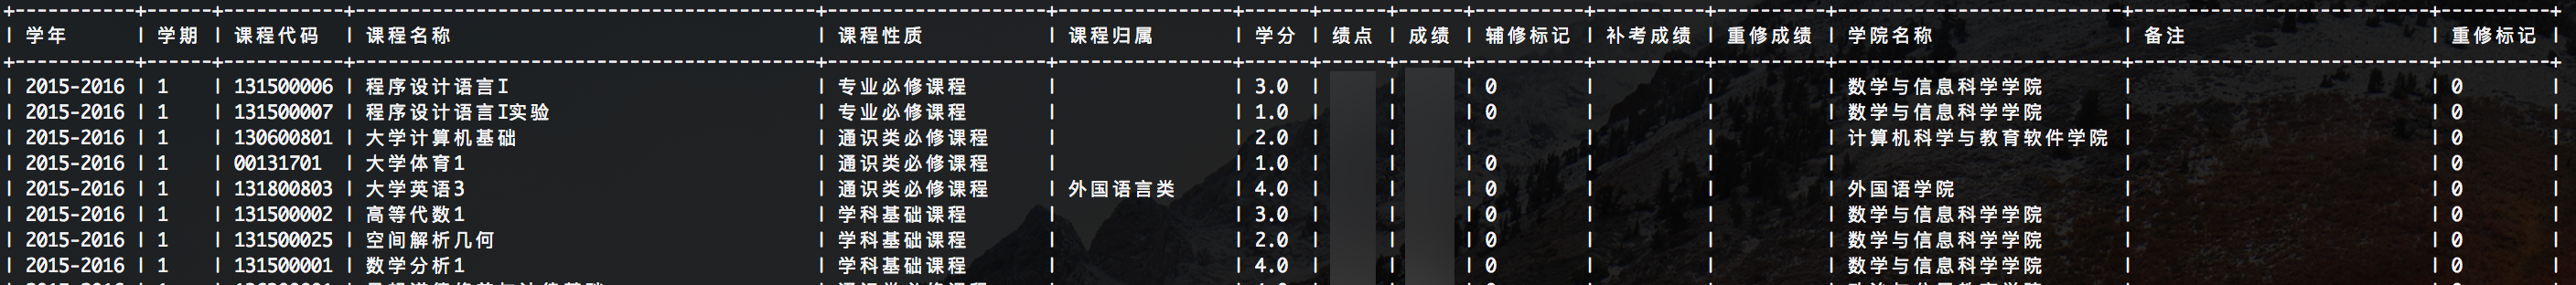 +-----------+------+-----------+------------------------------------------+--------------------+----------------+------+------+------+----------+----------+----------+--------------------------+----------------------------+----------+
| 学年 | 学期 | 课程代码 | 课程名称 | 课程性质 | 课程归属 | 学分 | 绩点 | 成绩 | 辅修标记 | 补考成绩 | 重修成绩 | 学院名称 | 备注 | 重修标记 |
+-----------+------+-----------+------------------------------------------+--------------------+----------------+------+------+------+----------+----------+----------+--------------------------+----------------------------+----------+
| 2015-2016 | 1 | 131500006 | 程序设计语言I | 专业必修课程 | | 3.0 | | | 0 | | | 数学与信息科学学院 | | 0 |
| 2015-2016 | 1 | 131500007 | 程序设计语言I实验 | 专业必修课程 | | 1.0 | | | 0 | | | 数学与信息科学学院 | | 0 |
| 2015-2016 | 1 | 130600801 | 大学计算机基础 | 通识类必修课程 | | 2.0 | | | | | | 计算机科学与教育软件学院 | | 0 |
| 2015-2016 | 1 | 00131701 | 大学体育1 | 通识类必修课程 | | 1.0 | | | 0 | | | | | 0 |
| 2015-2016 | 1 | 131800803 | 大学英语3 | 通识类必修课程 | 外国语言类 | 4.0 | | | 0 | | | 外国语学院 | | 0 |
| 2015-2016 | 1 | 131500002 | 高等代数1 | 学科基础课程 | | 3.0 | | | 0 | | | 数学与信息科学学院 | | 0 |
| 2015-2016 | 1 | 131500025 | 空间解析几何 | 学科基础课程 | | 2.0 | | | 0 | | | 数学与信息科学学院 | | 0 |
| 2015-2016 | 1 | 131500001 | 数学分析1 | 学科基础课程 | | 4.0 | | | 0 | | | 数学与信息科学学院 | | 0 |